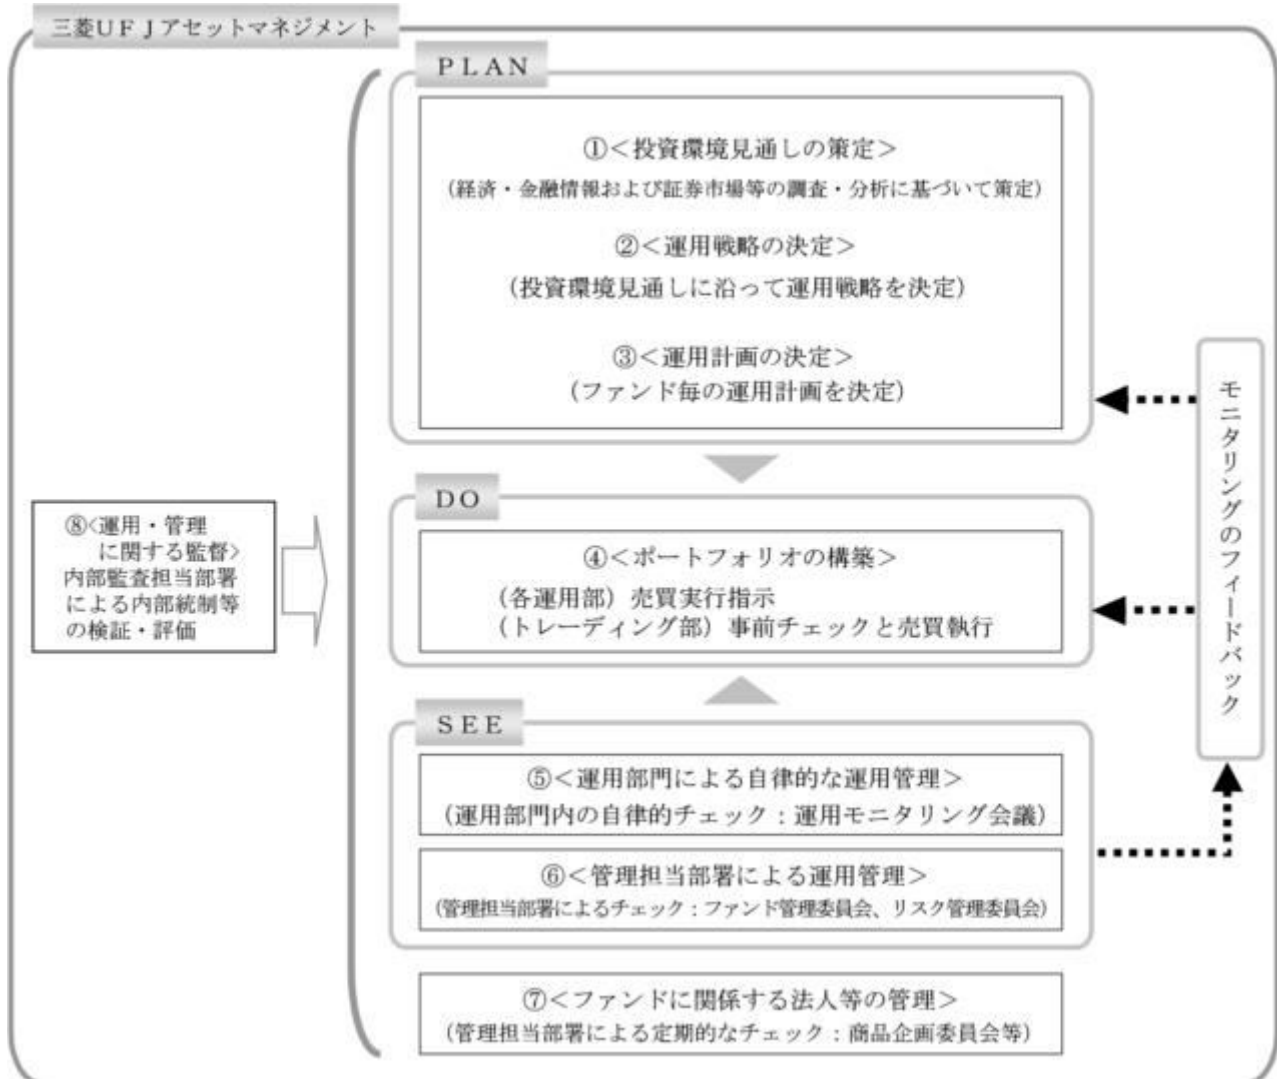 三菱ＵＦＪアセットマネジメント
ＰＬＡＮ
①＜投資環境見通しの策定＞
（経済・金融情報および証券市場等の調査・分析に基づいて策定）
②＜運用戦略の決定＞
（投資環境見通しに沿って運用戦略を決定）
③＜運用計画の決定＞
（ファンド毎の運用計画を決定）
ＤＯ
④＜ポートフォリオの構築＞
（各運用部）売買実行指示
（トレーディング部）事前チェックと売買執行
ＳＥＥ
⑤＜運用部門による自律的な運用管理＞
（運用部門内の自律的チェック：運用モニタリング会議）
⑥＜管理担当部署による運用管理＞
（管理担当部署によるチェック：ファンド管理委員会、リスク管理委員会）
⑦＜ファンドに関係する法人等の管理＞
（管理担当部署による定期的なチェック：商品企画委員会等）
⑧<運用・管理
に関する監督>
内部監査担当部署
による内部統制等
の検証・評価
モニタリングのフィードバック